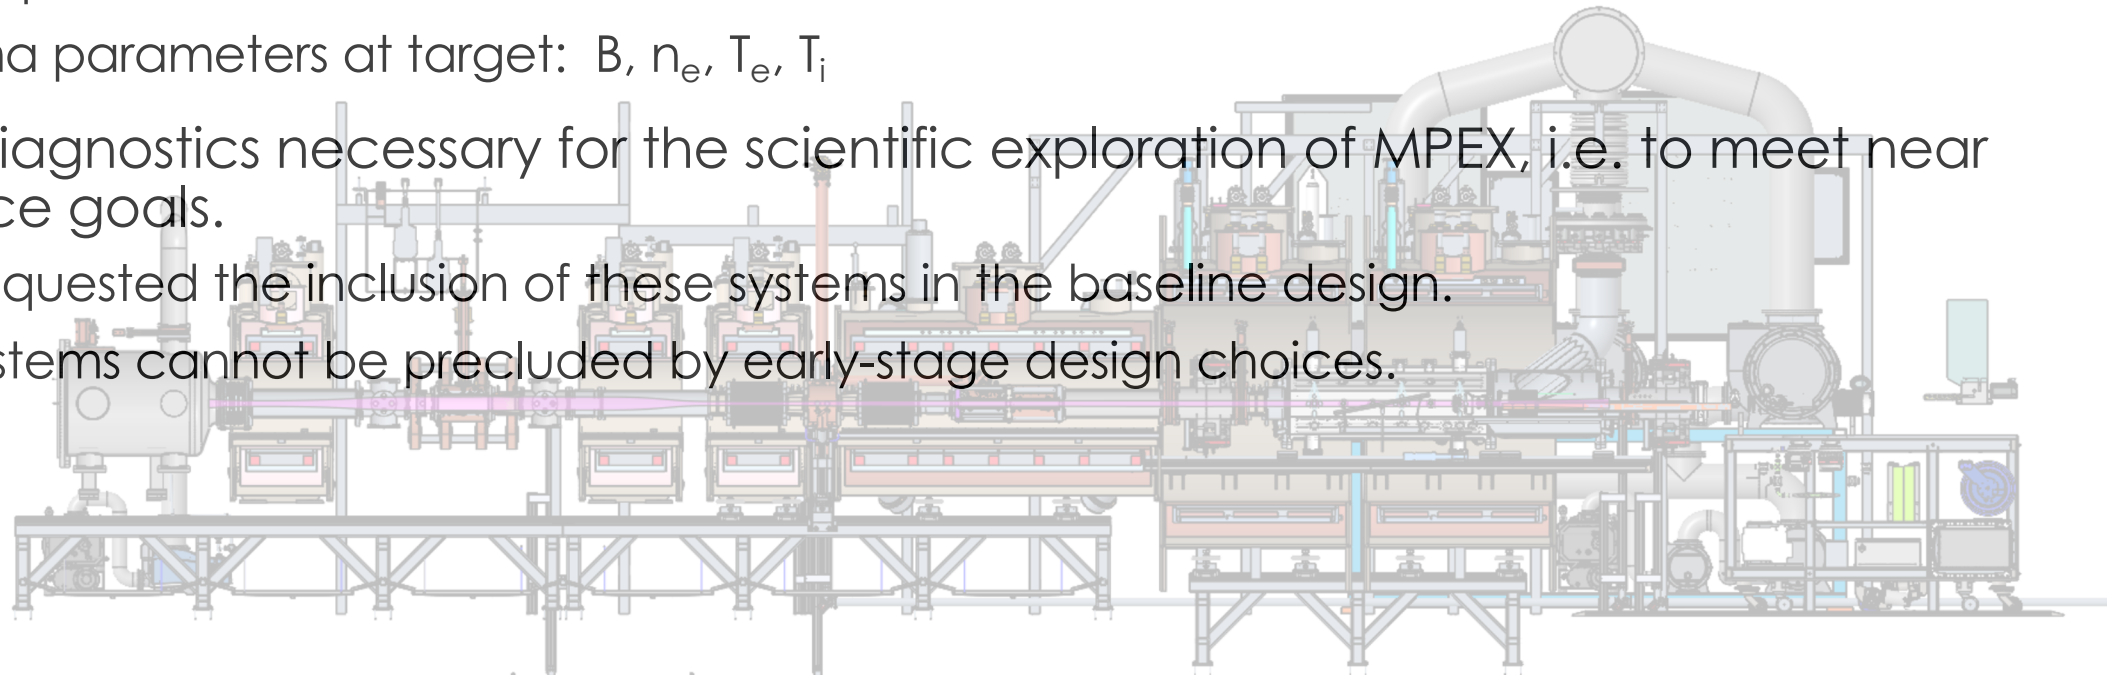 na parameters at target: B, nₑ, Tₑ, Tᵢ
iagnostics necessary for the scientific exploration of MPEX, i.e. to meet near
ce goals.
quested the inclusion of these systems in the baseline design.
stems cannot be precluded by early-stage design choices.